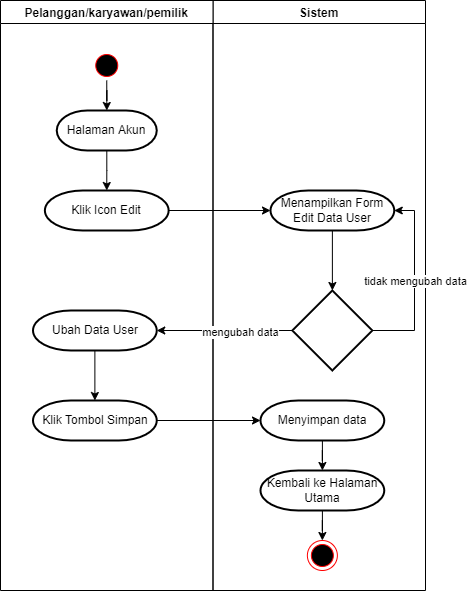 Pelanggan/karyawan/pemilik
Sistem
Halaman Akun
Klik Icon Edit
Menampilkan Form
Edit Data User
tidak mengubah data
mengubah data
Ubah Data User
Klik Tombol Simpan
Menyimpan data
Kembali ke Halaman
Utama